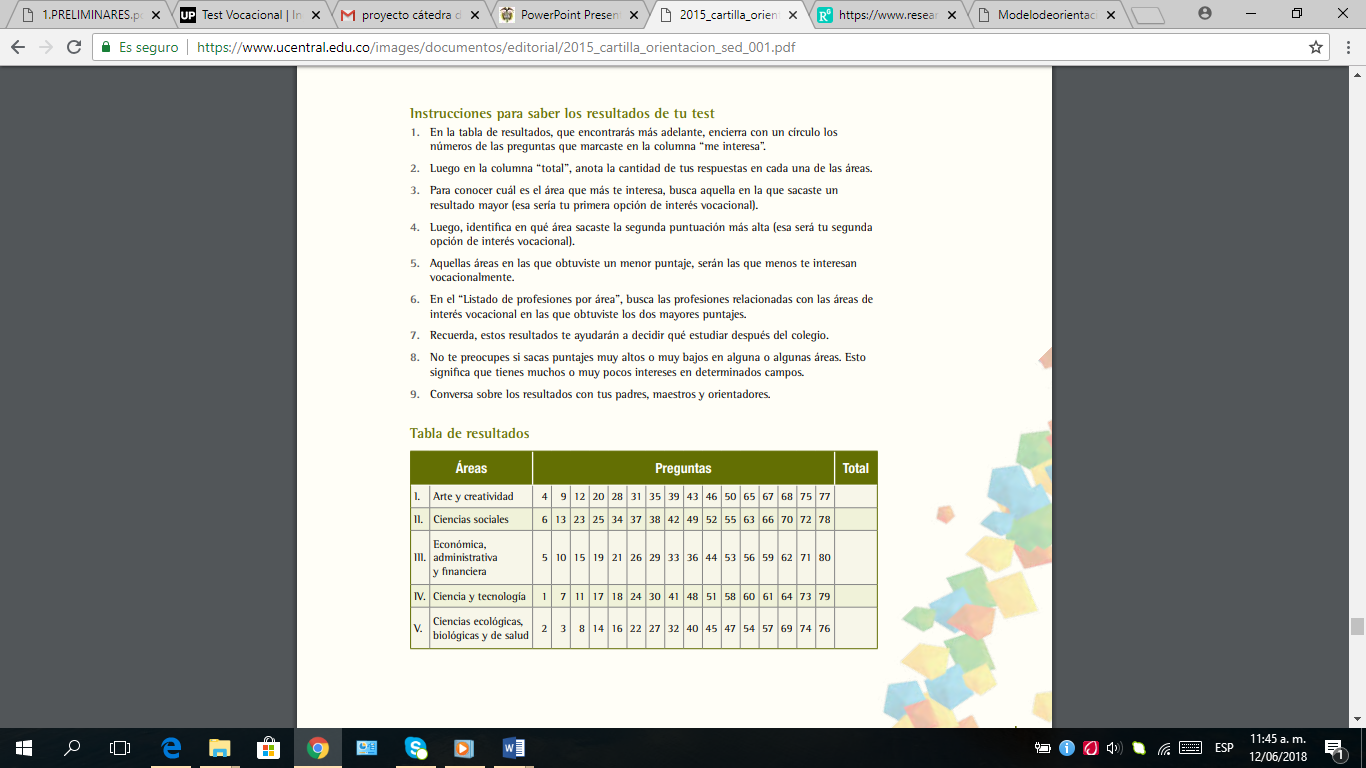 1.PRELIMINARES.p
Test Vocacional | In
proyecto cátedra d
PowerPoint Present
2015_cartilla_orient
https://www.resear
Modelodeorientac
Es seguro https://www.ucentral.edu.co/images/documentos/editorial/2015_cartilla_orientacion_sed_001.pdf
Instrucciones para saber los resultados de tu test
1. En la tabla de resultados, que encontrarás más adelante, encierra con un círculo los
números de las preguntas que marcaste en la columna “me interesa”.
2. Luego en la columna “total”, anota la cantidad de tus respuestas en cada una de las áreas.
3. Para conocer cuál es el área que más te interesa, busca aquella en la que sacaste un
resultado mayor (esa sería tu primera opción de interés vocacional).
4. Luego, identifica en qué área sacaste la segunda puntuación más alta (esa será tu segunda
opción de interés vocacional).
5. Aquellas áreas en las que obtuviste un menor puntaje, serán las que menos te interesan
vocacionalmente.
6. En el “Listado de profesiones por área”, busca las profesiones relacionadas con las áreas de
interés vocacional en las que obtuviste los dos mayores puntajes.
7. Recuerda, estos resultados te ayudarán a decidir qué estudiar después del colegio.
8. No te preocupes si sacas puntajes muy altos o muy bajos en alguna o algunas áreas. Esto
significa que tienes muchos o muy pocos intereses en determinados campos.
9. Conversa sobre los resultados con tus padres, maestros y orientadores.
Tabla de resultados
Áreas Preguntas Total
I. Arte y creatividad 4 9 12 20 28 31 35 39 43 46 50 65 67 68 75 77
II. Ciencias sociales 6 13 23 25 34 37 38 42 49 52 55 63 66 70 72 78
III. Económica,
administrativa
y financiera 5 10 15 19 21 26 29 33 36 44 53 56 59 62 71 80
IV. Ciencia y tecnología 1 7 11 17 18 24 30 41 48 51 58 60 61 64 73 79
V. Ciencias ecológicas,
biológicas y de salud 2 3 8 14 16 22 27 32 40 45 47 54 57 69 74 76
ESP
11:45 a. m.
12/06/2018